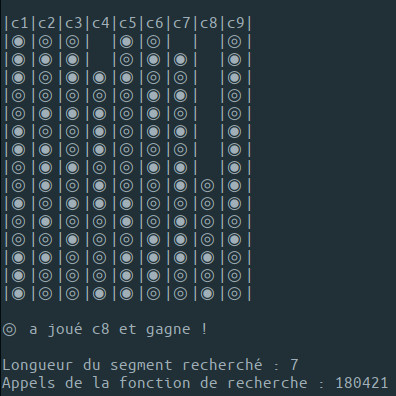 |c1|c2|c3|c4|c5|c6|c7|c8|c9|
|◉|◎|◎|  |◉|◎|  |  |◎|
|◉|◉|◉|  |◎|◉|◉|  |◉|
|◉|◎|◉|◉|◉|◎|◎|  |◉|
|◎|◎|◎|◎|◎|◉|◉|  |◎|
|◎|◉|◉|◉|◎|◉|◎|  |◉|
|◉|◎|◎|◉|◉|◎|◎|  |◉|
|◉|◉|◎|◉|◎|◉|◎|  |◉|
|◎|◉|◉|◎|◎|◉|◉|  |◉|
|◎|◉|◎|◉|◎|◎|◉|◎|◉|
|◉|◎|◎|◉|◉|◎|◎|◎|◉|
|◎|◉|◎|◎|◉|◎|◎|◉|◎|
|◎|◎|◉|◎|◎|◉|◉|◎|◉|
|◉|◎|◎|◉|◉|◉|◉|◉|◎|
|◉|◉|◎|◉|◎|◉|◎|◎|◎|
|◉|◎|◎|◉|◉|◎|◎|◉|◎|
◎ a joué c8 et gagne !
Longueur du segment recherché : 7
Appels de la fonction de recherche : 180421